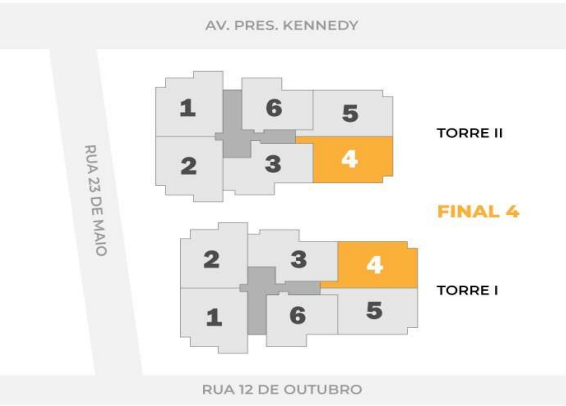 AV. PRES. KENNEDY
1 6 5
TORRE II
2 3 4
RUA 23 DE MAIO
FINAL 4
2 3 4
TORRE I
1 6 5
RUA 12 DE OUTUBRO